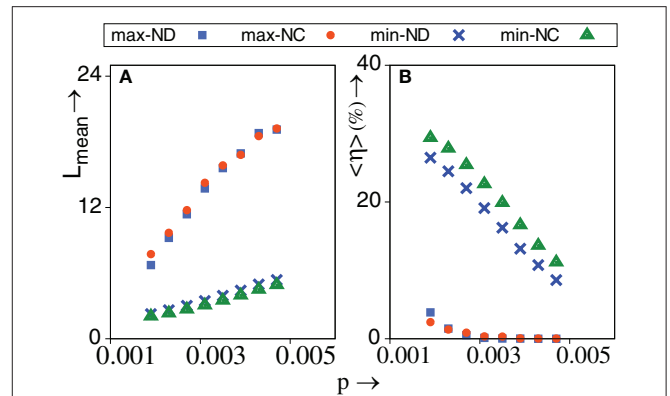 max-ND max-NC min-ND min-NC
A
L_mean →
24
12
0
0.001 0.003 0.005
B
<η> (%) →
40
20
0
0.001 0.003 0.005
p →